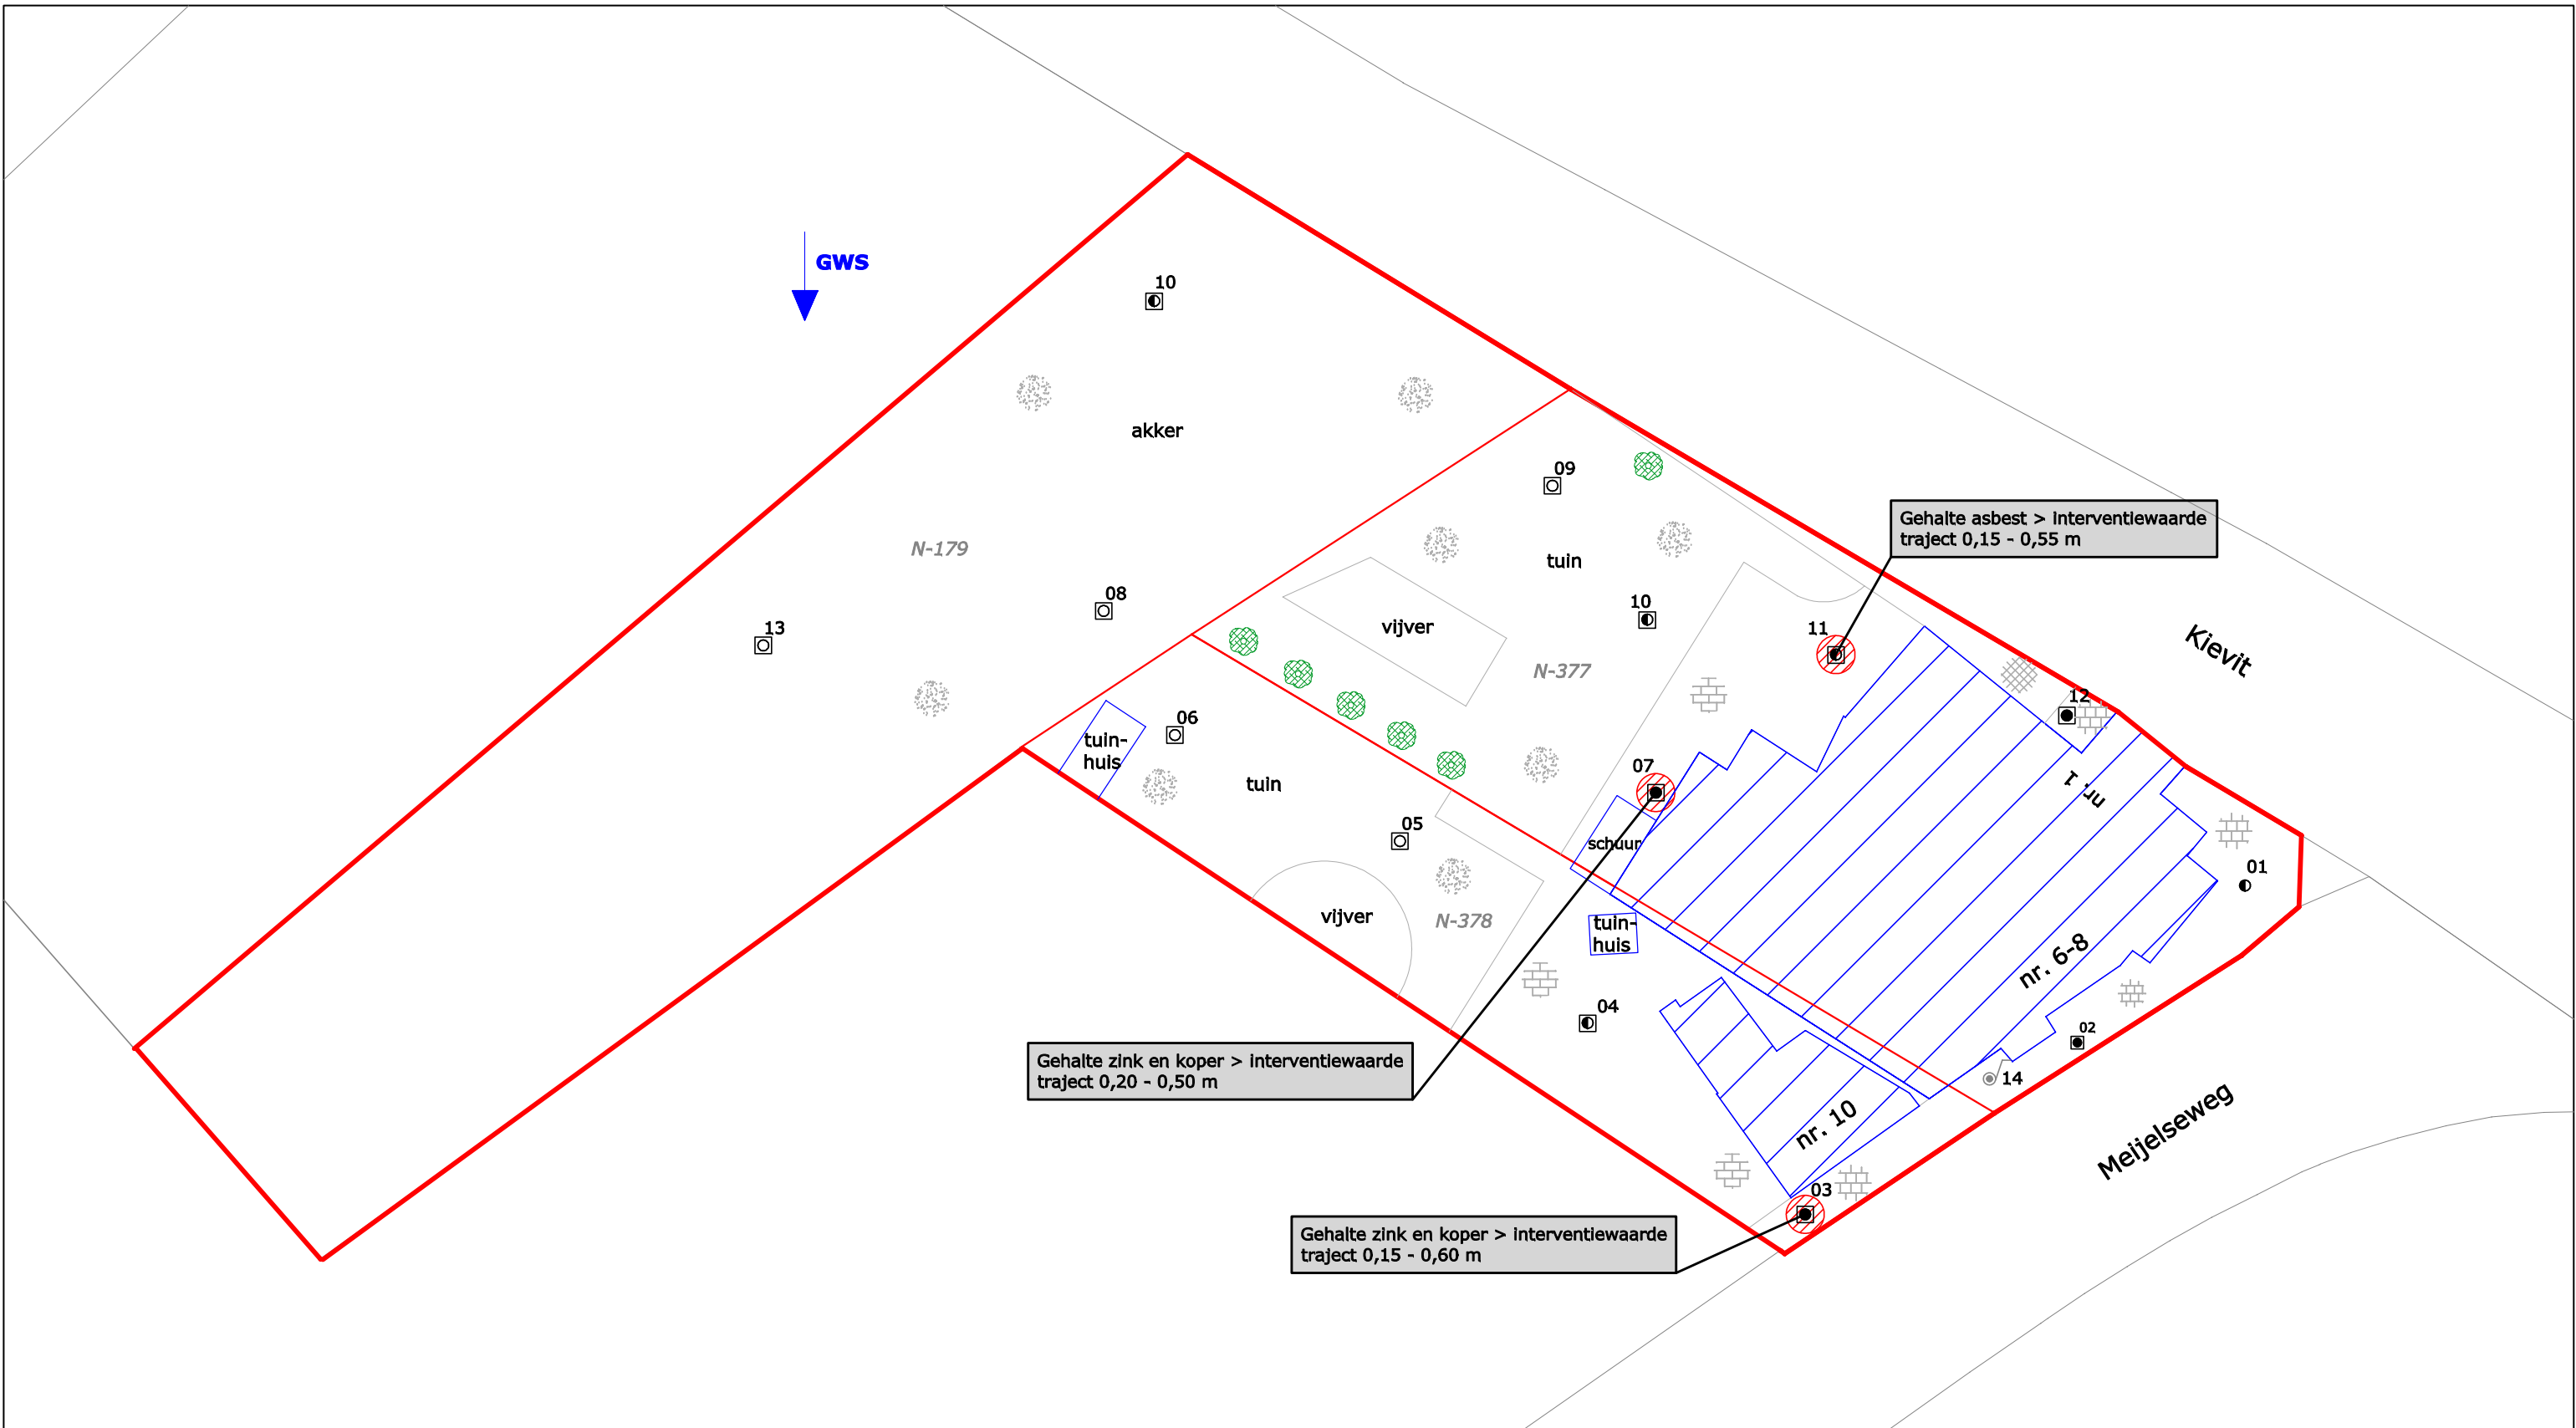 GWS
10
akker
09
Gehalte asbest > interventiewaarde
traject 0,15 - 0,55 m
N-179
tuin
08
10
13
vijver
11
Kievit
N-377
12
06
tuin-
huis
07
tuin
nr. 1
05
schuur
01
vijver
N-378
tuin-
huis
nr. 6-8
04
02
Gehalte zink en koper > interventiewaarde
traject 0,20 - 0,50 m
14
nr. 10
Meijelseweg
03
Gehalte zink en koper > interventiewaarde
traject 0,15 - 0,60 m